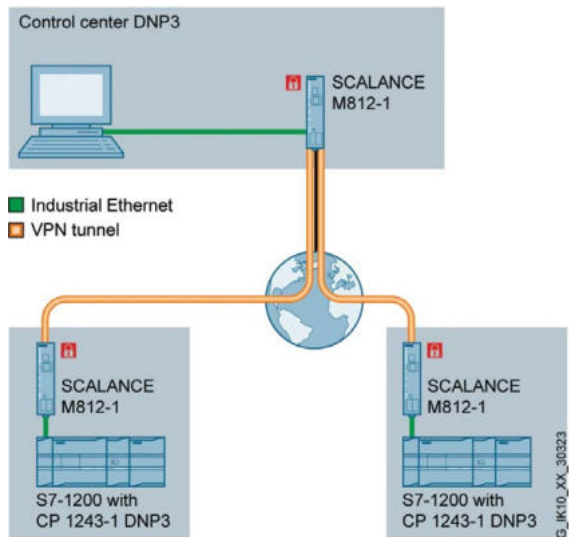 Control center DNP3
SCALANCE
M812-1
Industrial Ethernet
VPN tunnel
SCALANCE
M812-1
S7-1200 with
CP 1243-1 DNP3
SCALANCE
M812-1
S7-1200 with
CP 1243-1 DNP3
G_IK10_XX_30323